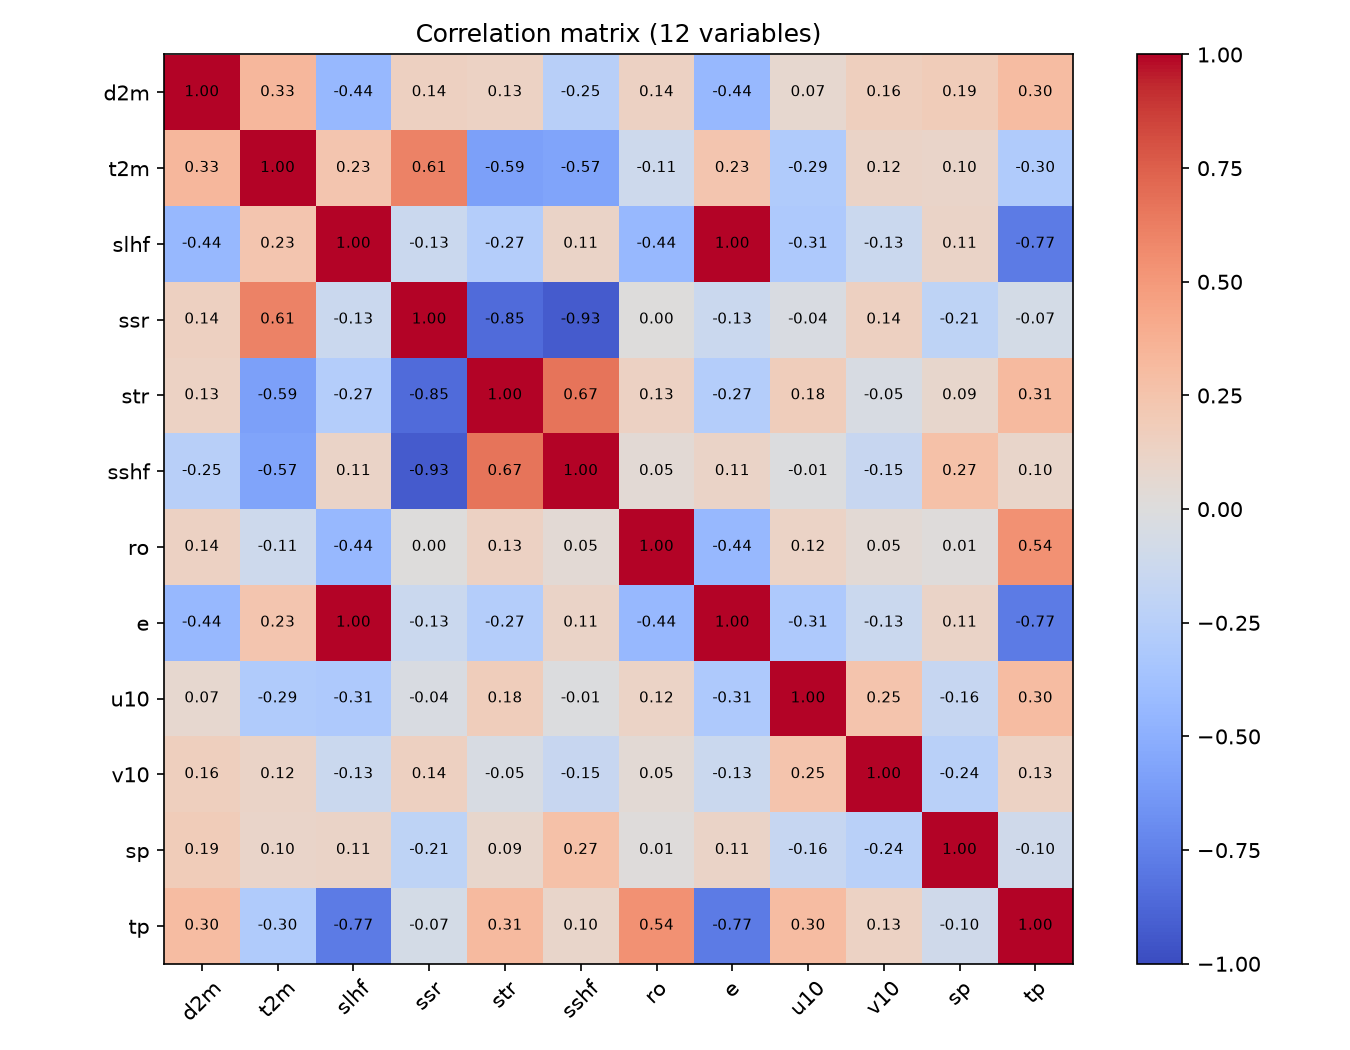 Correlation matrix (12 variables)
d2m 1.00 0.33 -0.44 0.14 0.13 -0.25 0.14 -0.44 0.07 0.16 0.19 0.30
t2m 0.33 1.00 0.23 0.61 -0.59 -0.57 -0.11 0.23 -0.29 0.12 0.10 -0.30
slhf -0.44 0.23 1.00 -0.13 -0.27 0.11 -0.44 1.00 -0.31 -0.13 0.11 -0.77
ssr 0.14 0.61 -0.13 1.00 -0.85 -0.93 0.00 -0.13 -0.04 0.14 -0.21 -0.07
str 0.13 -0.59 -0.27 -0.85 1.00 0.67 0.13 -0.27 0.18 -0.05 0.09 0.31
sshf -0.25 -0.57 0.11 -0.93 0.67 1.00 0.05 0.11 -0.01 -0.15 0.27 0.10
ro 0.14 -0.11 -0.44 0.00 0.13 0.05 1.00 -0.44 0.12 0.05 0.01 0.54
e -0.44 0.23 1.00 -0.13 -0.27 0.11 -0.44 1.00 -0.31 -0.13 0.11 -0.77
u10 0.07 -0.29 -0.31 -0.04 0.18 -0.01 0.12 -0.31 1.00 0.25 -0.16 0.30
v10 0.16 0.12 -0.13 0.14 -0.05 -0.15 0.05 -0.13 0.25 1.00 -0.24 0.13
sp 0.19 0.10 0.11 -0.21 0.09 0.27 0.01 0.11 -0.16 -0.24 1.00 -0.10
tp 0.30 -0.30 -0.77 -0.07 0.31 0.10 0.54 -0.77 0.30 0.13 -0.10 1.00
d2m t2m slhf ssr str sshf ro e u10 v10 sp tp
1.00
0.75
0.50
0.25
0.00
−0.25
−0.50
−0.75
−1.00